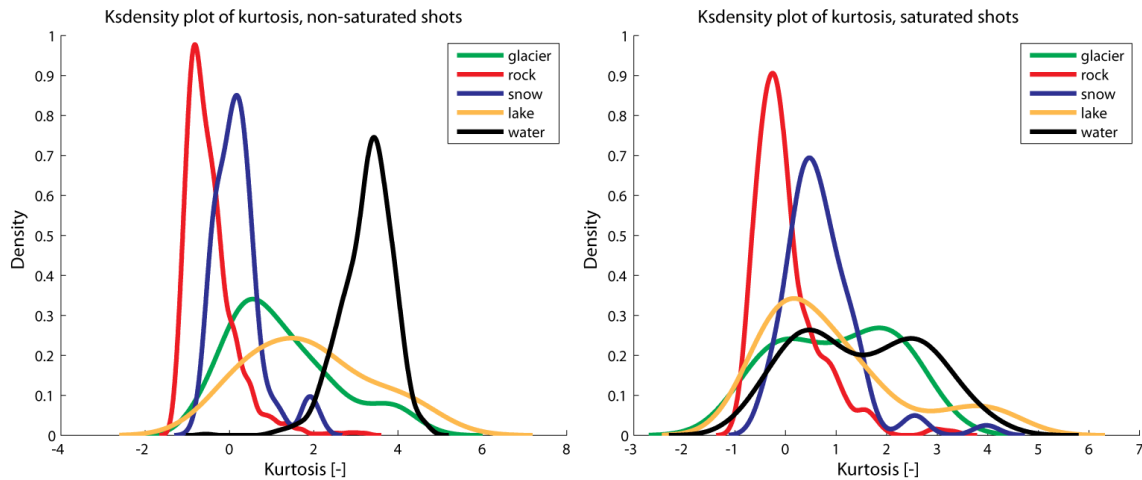 Ksdensity plot of kurtosis, non-saturated shots
1
0.9
0.8
0.7
0.6
0.5
0.4
0.3
0.2
0.1
0
Density
-4
-2
0
2
4
6
8
Kurtosis [-]
glacier
rock
snow
lake
water
Ksdensity plot of kurtosis, saturated shots
1
0.9
0.8
0.7
0.6
0.5
0.4
0.3
0.2
0.1
0
Density
-3
-2
-1
0
1
2
3
4
5
6
7
Kurtosis [-]
glacier
rock
snow
lake
water